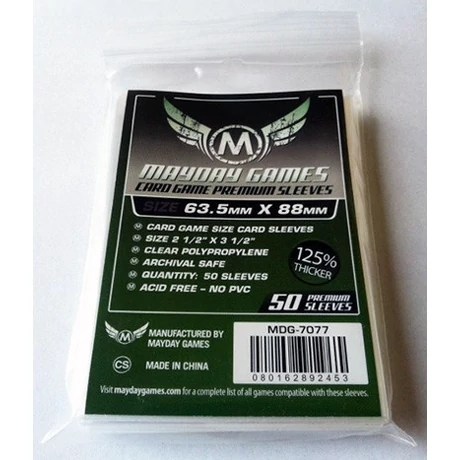 M
MAYDAY GAMES
CARD GAME PREMIUM SLEEVES
SIZE 63.5MM X 88MM
M CARD GAME SIZE CARD SLEEVES
M SIZE 2 1/2" X 3 1/2"
M CLEAR POLYPROPYLENE
M ARCHIVAL SAFE
M QUANTITY: 50 SLEEVES
M ACID FREE – NO PVC
125%
THICKER
50 PREMIUM SLEEVES
M
MANUFACTURED BY
MAYDAY GAMES
CS MADE IN CHINA
MDG-7077
080162892453
Visit maydaygames.com for a complete list of all games compatible with these sleeves.